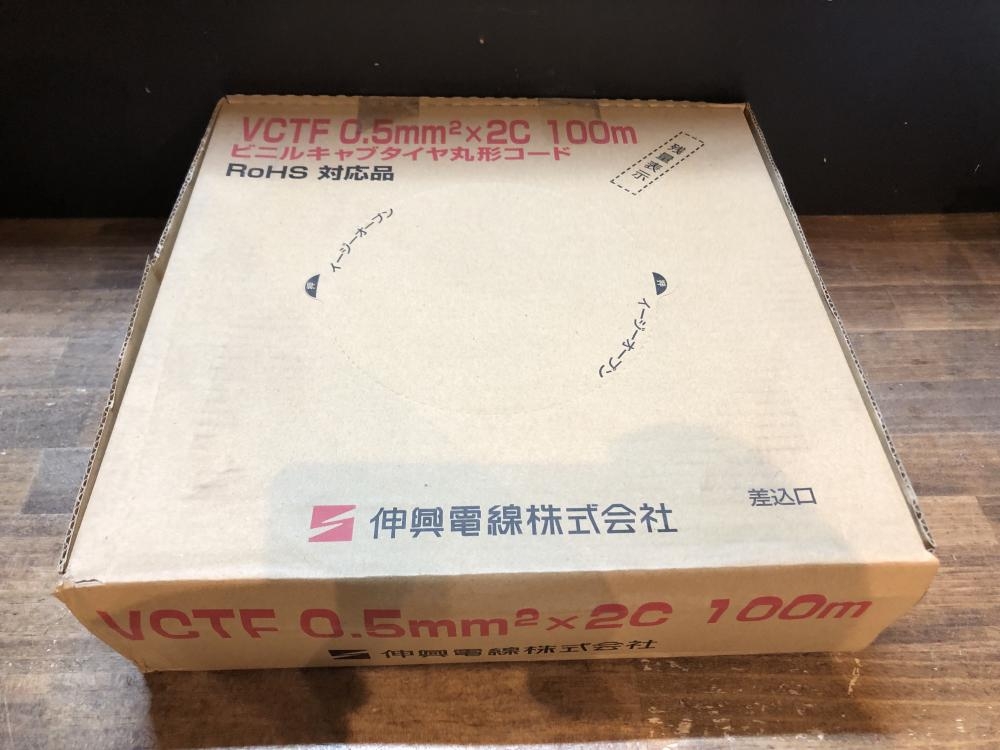 VCTF 0.5mm²×2C 100m
ビニルキャブタイヤ丸形コード
RoHS 対応品
残量表示
イージーオープン
押
押
イージーオープン
差込口
伸興電線株式会社
VCTF 0.5mm²×2C 100m
伸興電線株式会社